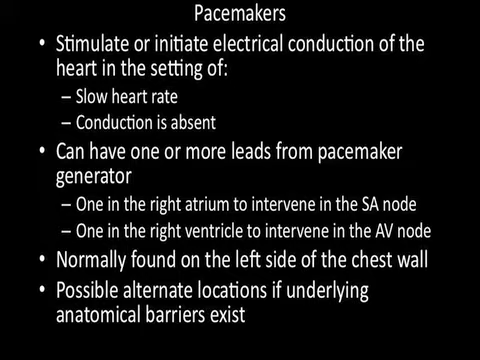 Pacemakers
• Stimulate or initiate electrical conduction of the
heart in the setting of:
– Slow heart rate
– Conduction is absent
• Can have one or more leads from pacemaker
generator
– One in the right atrium to intervene in the SA node
– One in the right ventricle to intervene in the AV node
• Normally found on the left side of the chest wall
• Possible alternate locations if underlying
anatomical barriers exist